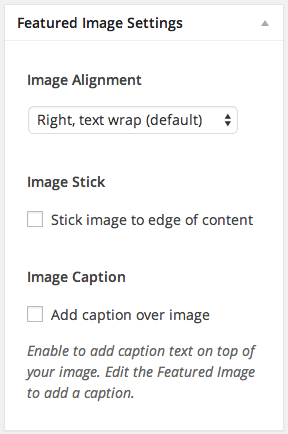 Featured Image Settings
Image Alignment
Right, text wrap (default)
Image Stick
Stick image to edge of content
Image Caption
Add caption over image
Enable to add caption text on top
of your image. Edit the Featured Image
to add a caption.